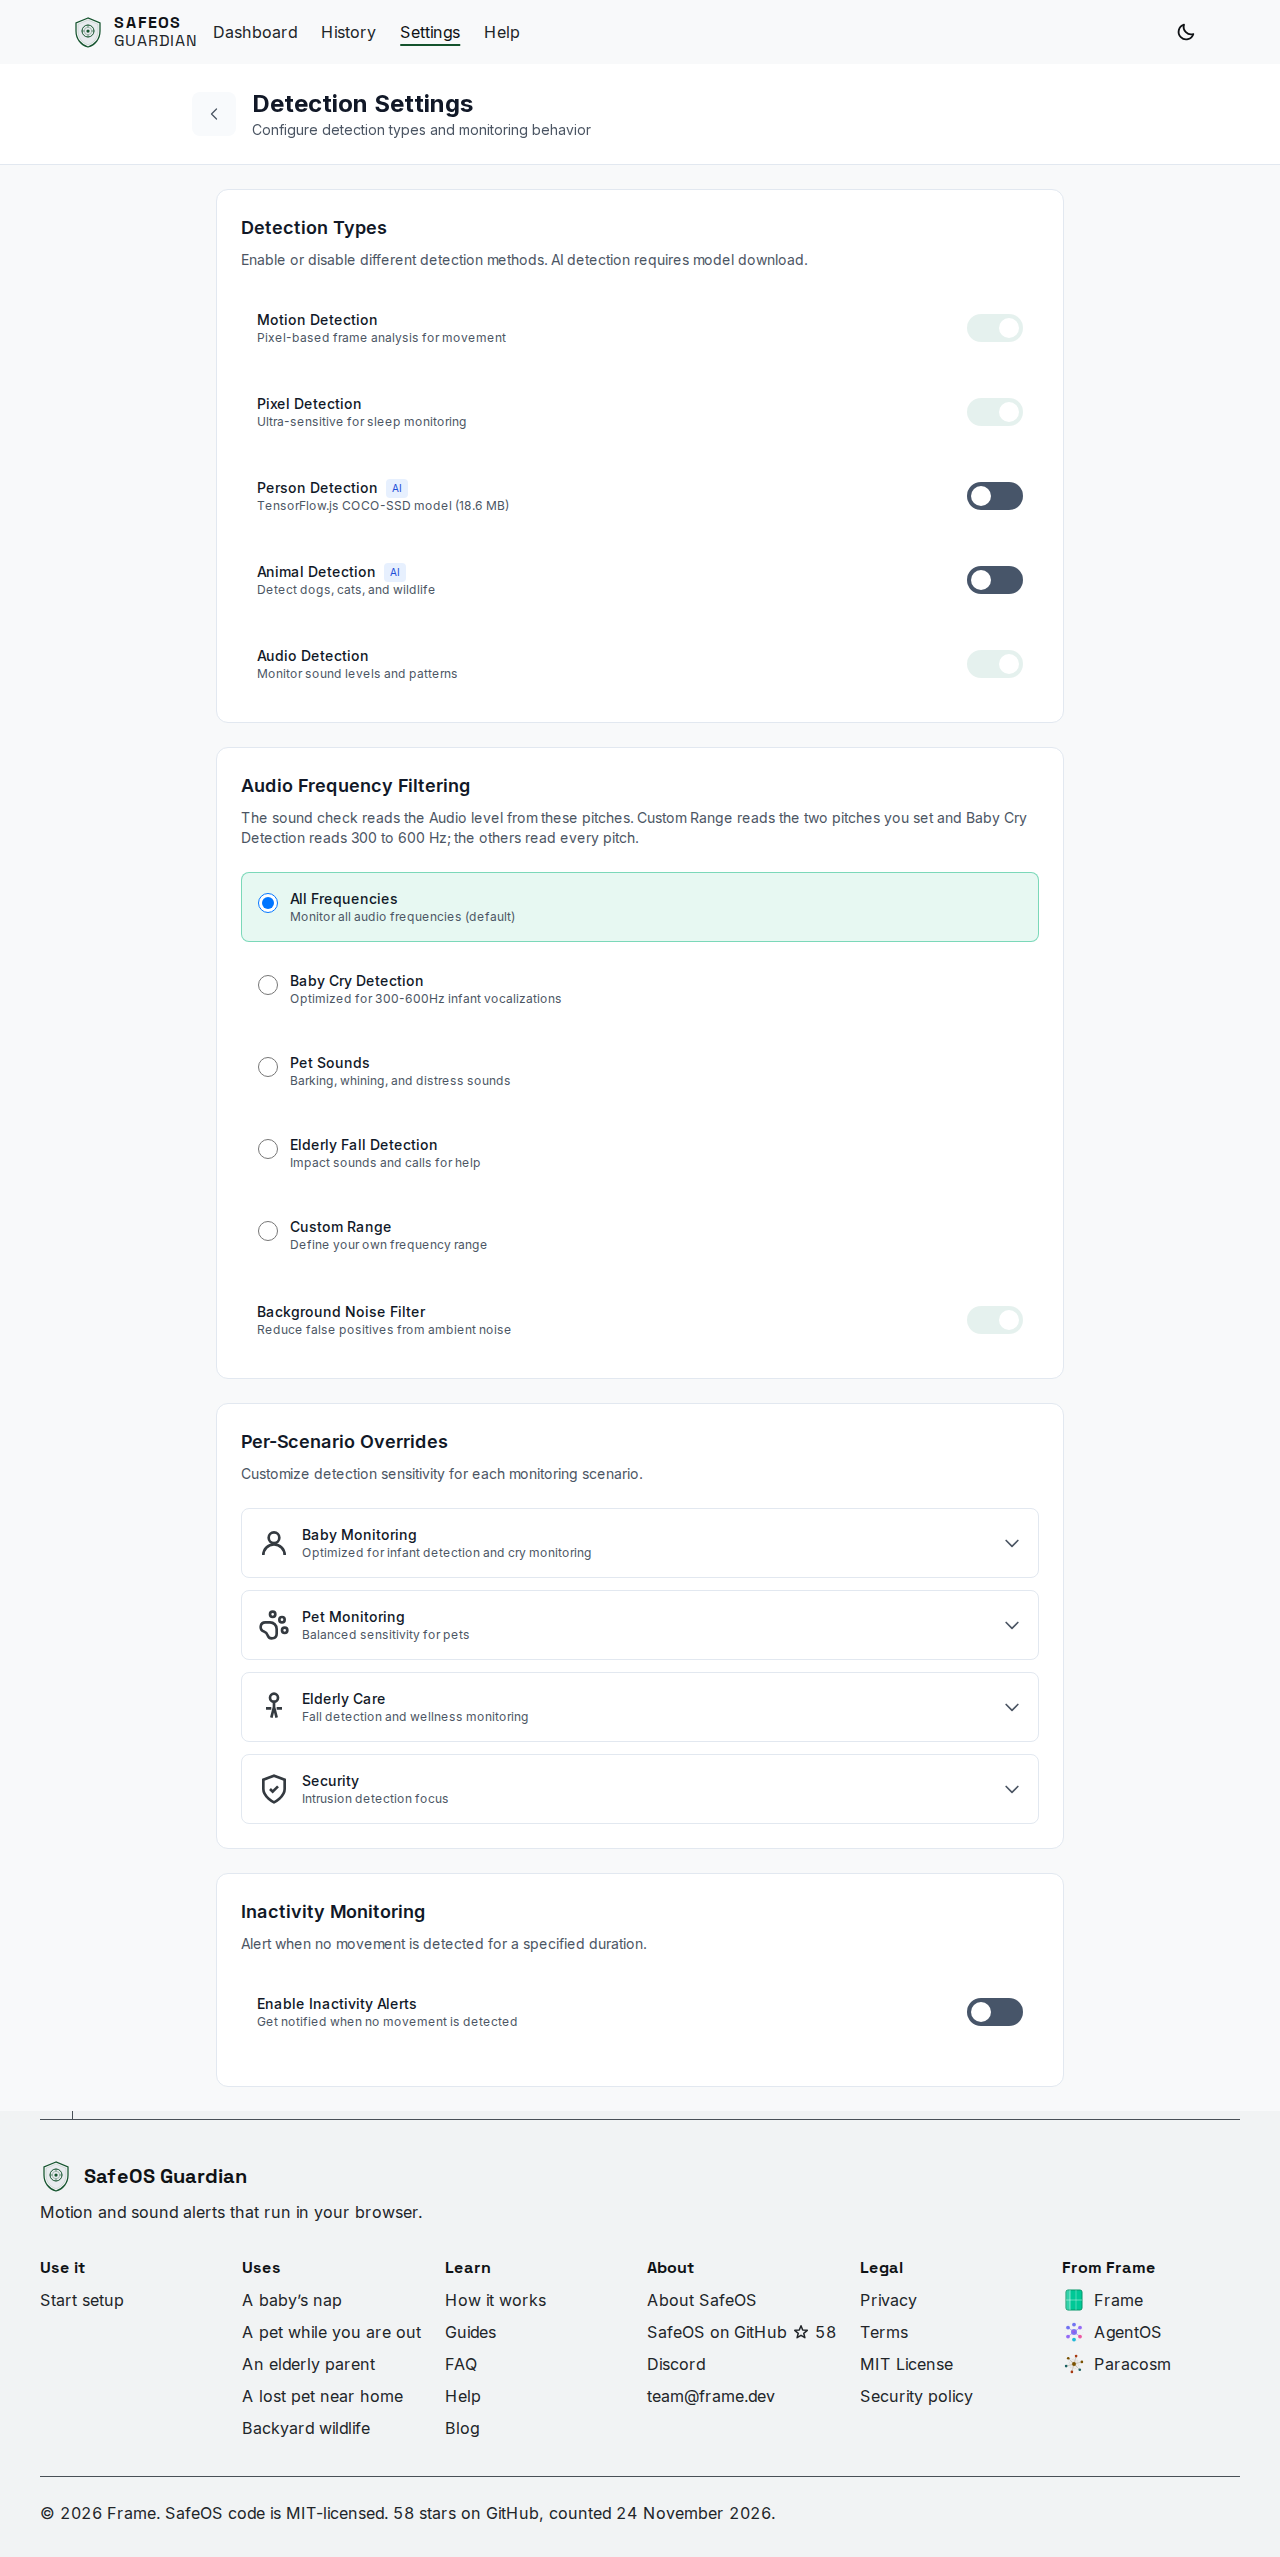 SAFEOS
GUARDIAN
Dashboard
History
Settings
Help
Detection Settings
Configure detection types and monitoring behavior
Detection Types
Enable or disable different detection methods. AI detection requires model download.
Motion Detection
Pixel-based frame analysis for movement
Pixel Detection
Ultra-sensitive for sleep monitoring
Person Detection AI
TensorFlow.js COCO-SSD model (18.6 MB)
Animal Detection AI
Detect dogs, cats, and wildlife
Audio Detection
Monitor sound levels and patterns
Audio Frequency Filtering
The sound check reads the Audio level from these pitches. Custom Range reads the two pitches you set and Baby Cry
Detection reads 300 to 600 Hz; the others read every pitch.
All Frequencies
Monitor all audio frequencies (default)
Baby Cry Detection
Optimized for 300-600Hz infant vocalizations
Pet Sounds
Barking, whining, and distress sounds
Elderly Fall Detection
Impact sounds and calls for help
Custom Range
Define your own frequency range
Background Noise Filter
Reduce false positives from ambient noise
Per-Scenario Overrides
Customize detection sensitivity for each monitoring scenario.
Baby Monitoring
Optimized for infant detection and cry monitoring
Pet Monitoring
Balanced sensitivity for pets
Elderly Care
Fall detection and wellness monitoring
Security
Intrusion detection focus
Inactivity Monitoring
Alert when no movement is detected for a specified duration.
Enable Inactivity Alerts
Get notified when no movement is detected
SafeOS Guardian
Motion and sound alerts that run in your browser.
Use it
Start setup
Uses
A baby’s nap
A pet while you are out
An elderly parent
A lost pet near home
Backyard wildlife
Learn
How it works
Guides
FAQ
Help
Blog
About
About SafeOS
SafeOS on GitHub ☆ 58
Discord
team@frame.dev
Legal
Privacy
Terms
MIT License
Security policy
From Frame
Frame
AgentOS
Paracosm
© 2026 Frame. SafeOS code is MIT-licensed. 58 stars on GitHub, counted 24 November 2026.